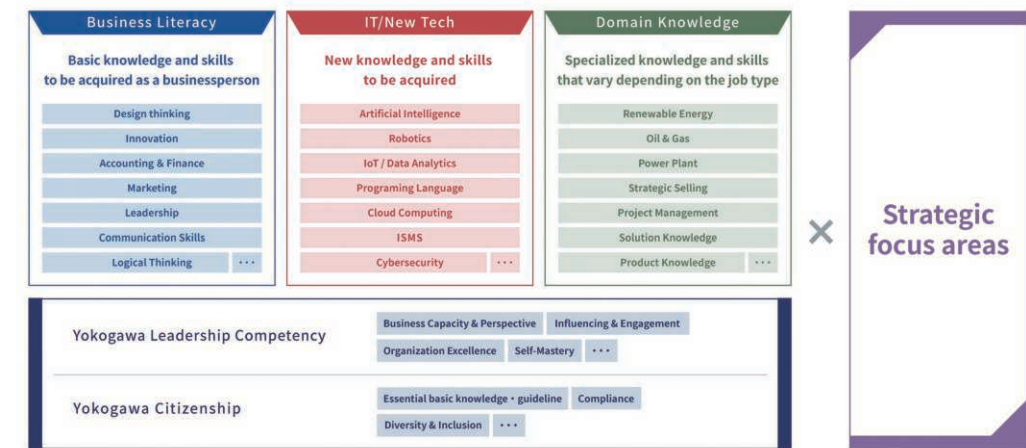 Business Literacy
Basic knowledge and skills
to be acquired as a businessperson
Design thinking
Innovation
Accounting & Finance
Marketing
Leadership
Communication Skills
Logical Thinking
···
IT/New Tech
New knowledge and skills
to be acquired
Artificial Intelligence
Robotics
IoT / Data Analytics
Programing Language
Cloud Computing
ISMS
Cybersecurity
···
Domain Knowledge
Specialized knowledge and skills
that vary depending on the job type
Renewable Energy
Oil & Gas
Power Plant
Strategic Selling
Project Management
Solution Knowledge
Product Knowledge
···
×
Strategic
focus areas
Yokogawa Leadership Competency
Business Capacity & Perspective
Influencing & Engagement
Organization Excellence
Self-Mastery
···
Yokogawa Citizenship
Essential basic knowledge・guideline
Compliance
Diversity & Inclusion
···